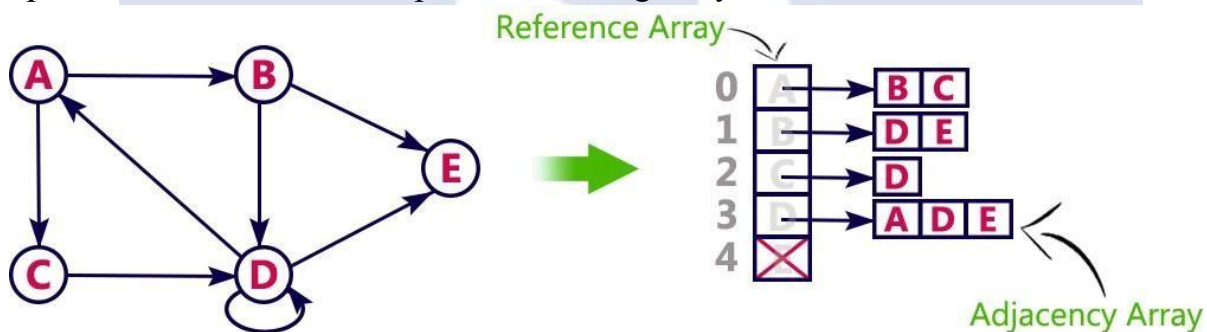 Reference Array
A B
E
C D
0 A B C
1 B D E
2 C D
3 D A D E
4 E
Adjacency Array